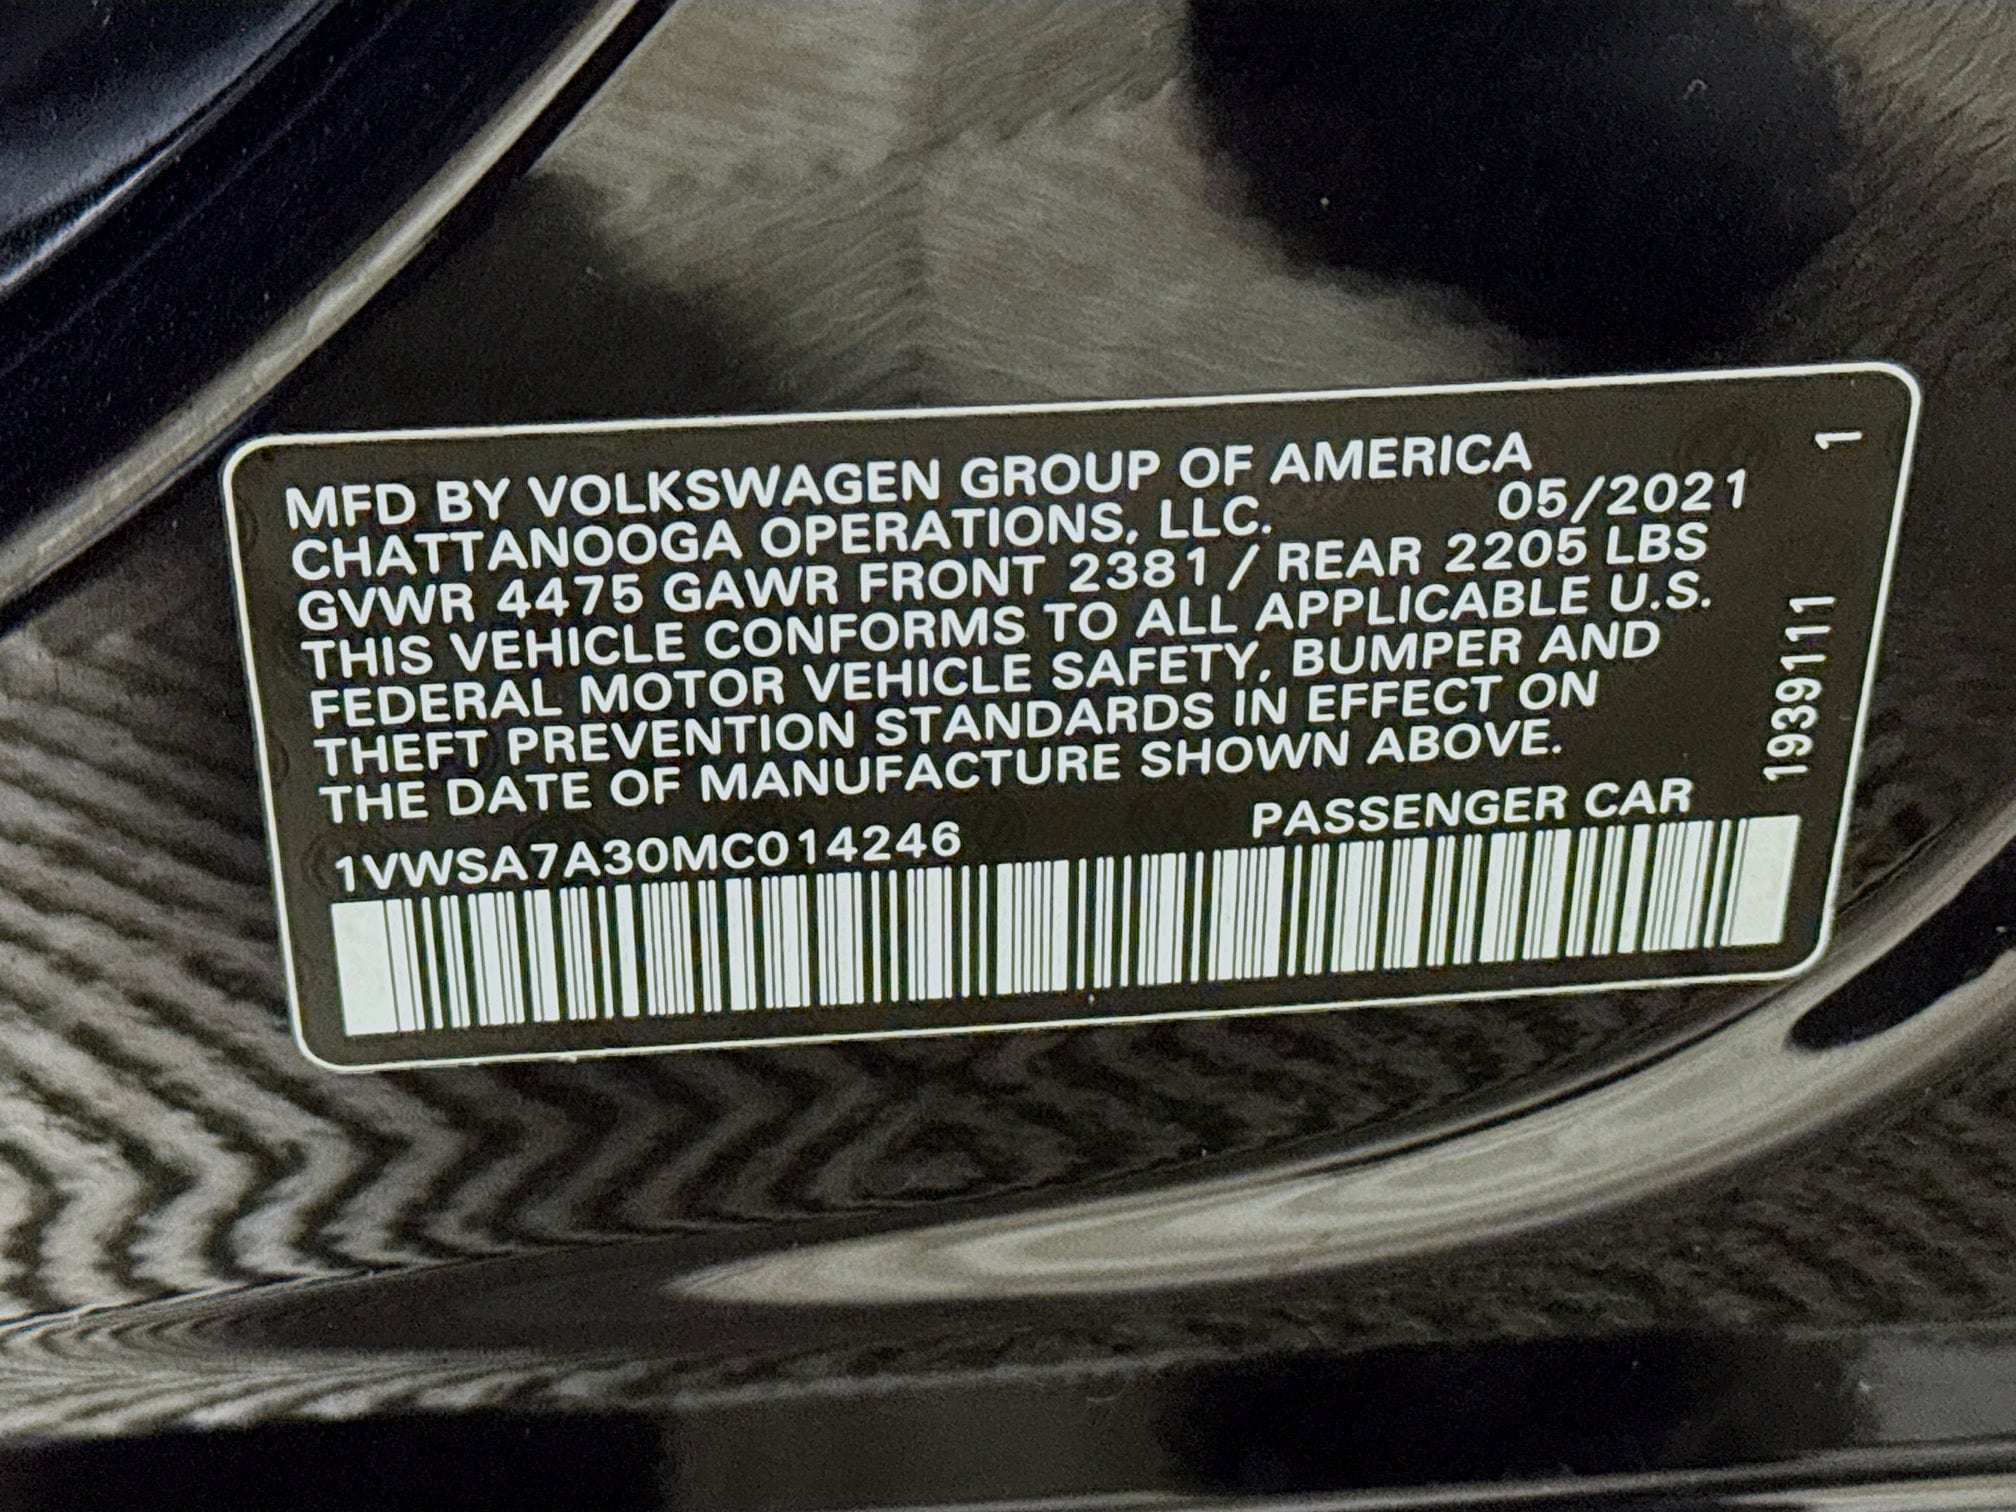 MFD BY VOLKSWAGEN GROUP OF AMERICA
CHATTANOOGA OPERATIONS, LLC. 05/2021
GVWR 4475 GAWR FRONT 2381 / REAR 2205 LBS
THIS VEHICLE CONFORMS TO ALL APPLICABLE U.S.
FEDERAL MOTOR VEHICLE SAFETY, BUMPER AND
THEFT PREVENTION STANDARDS IN EFFECT ON
THE DATE OF MANUFACTURE SHOWN ABOVE.
1VWSA7A30MC014246 PASSENGER CAR
1939111 1